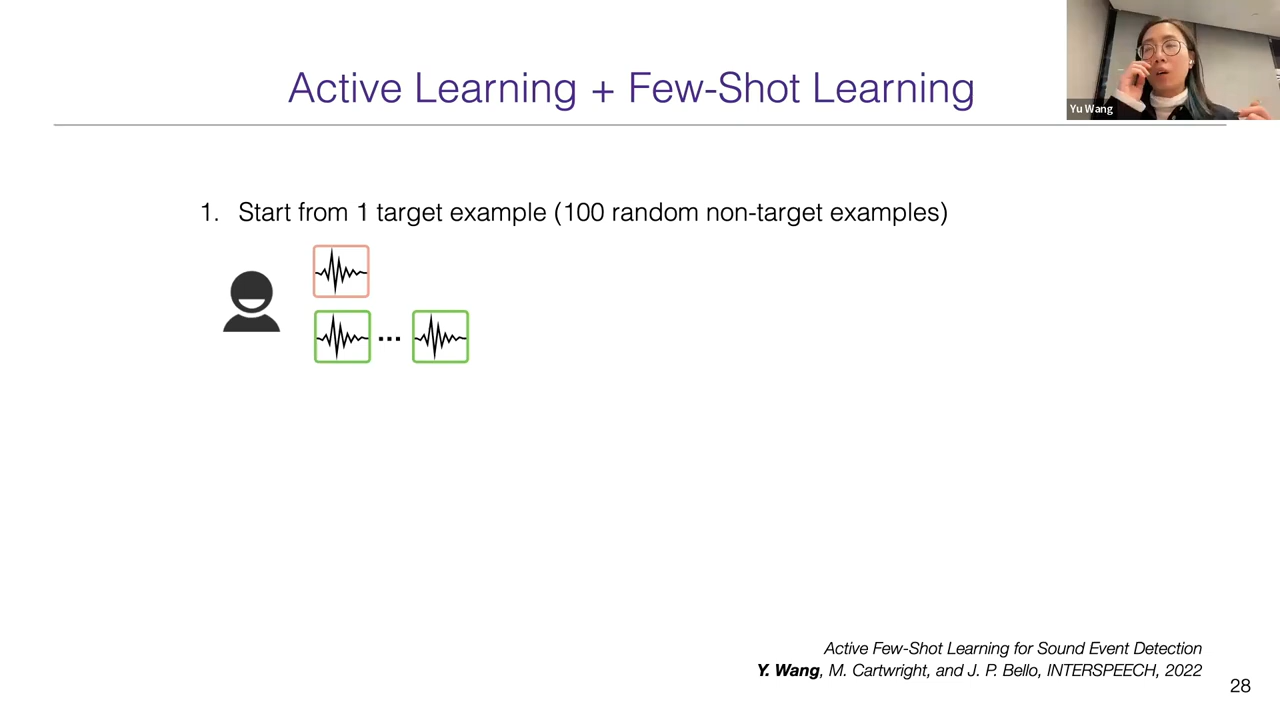 Active Learning + Few-Shot Learning
Yu Wang
1. Start from 1 target example (100 random non-target examples)
...
Active Few-Shot Learning for Sound Event Detection
Y. Wang, M. Cartwright, and J. P. Bello, INTERSPEECH, 2022
28